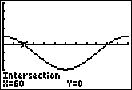 Intersection
X=60 Y=0